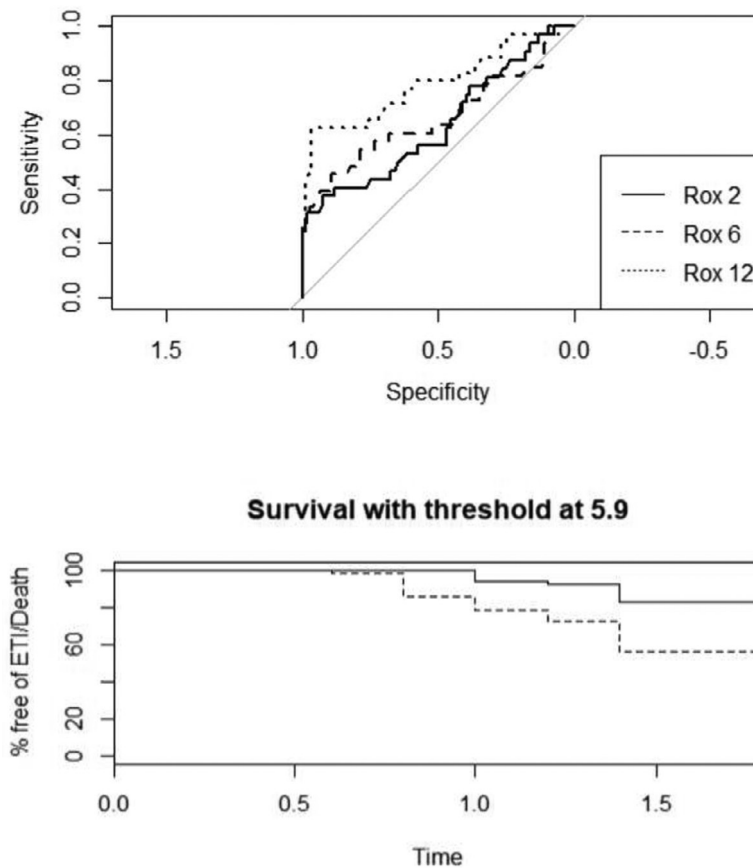 1.0
0.8
0.6
0.4
0.2
0.0
Sensitivity
Rox 2
Rox 6
Rox 12
1.5 1.0 0.5 0.0 -0.5
Specificity
Survival with threshold at 5.9
100
60
20
0
% free of ETI/Death
0.0 0.5 1.0 1.5
Time